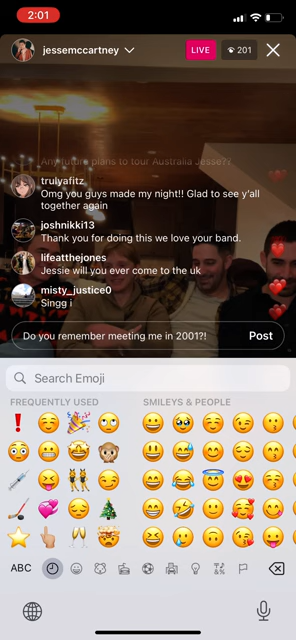 2:01
jessemccartney
LIVE
201
Any future plans to tour Australia Jesse??
trulyafitz
Omg you guys made my night!! Glad to see y'all
together again
joshnikki13
Thank you for doing this we love your band.
lifeatthejones
Jessie will you ever come to the uk
misty_justice0
Singg i
Do you remember meeting me in 2001?!
Post
Search Emoji
FREQUENTLY USED
SMILEYS & PEOPLE
ABC